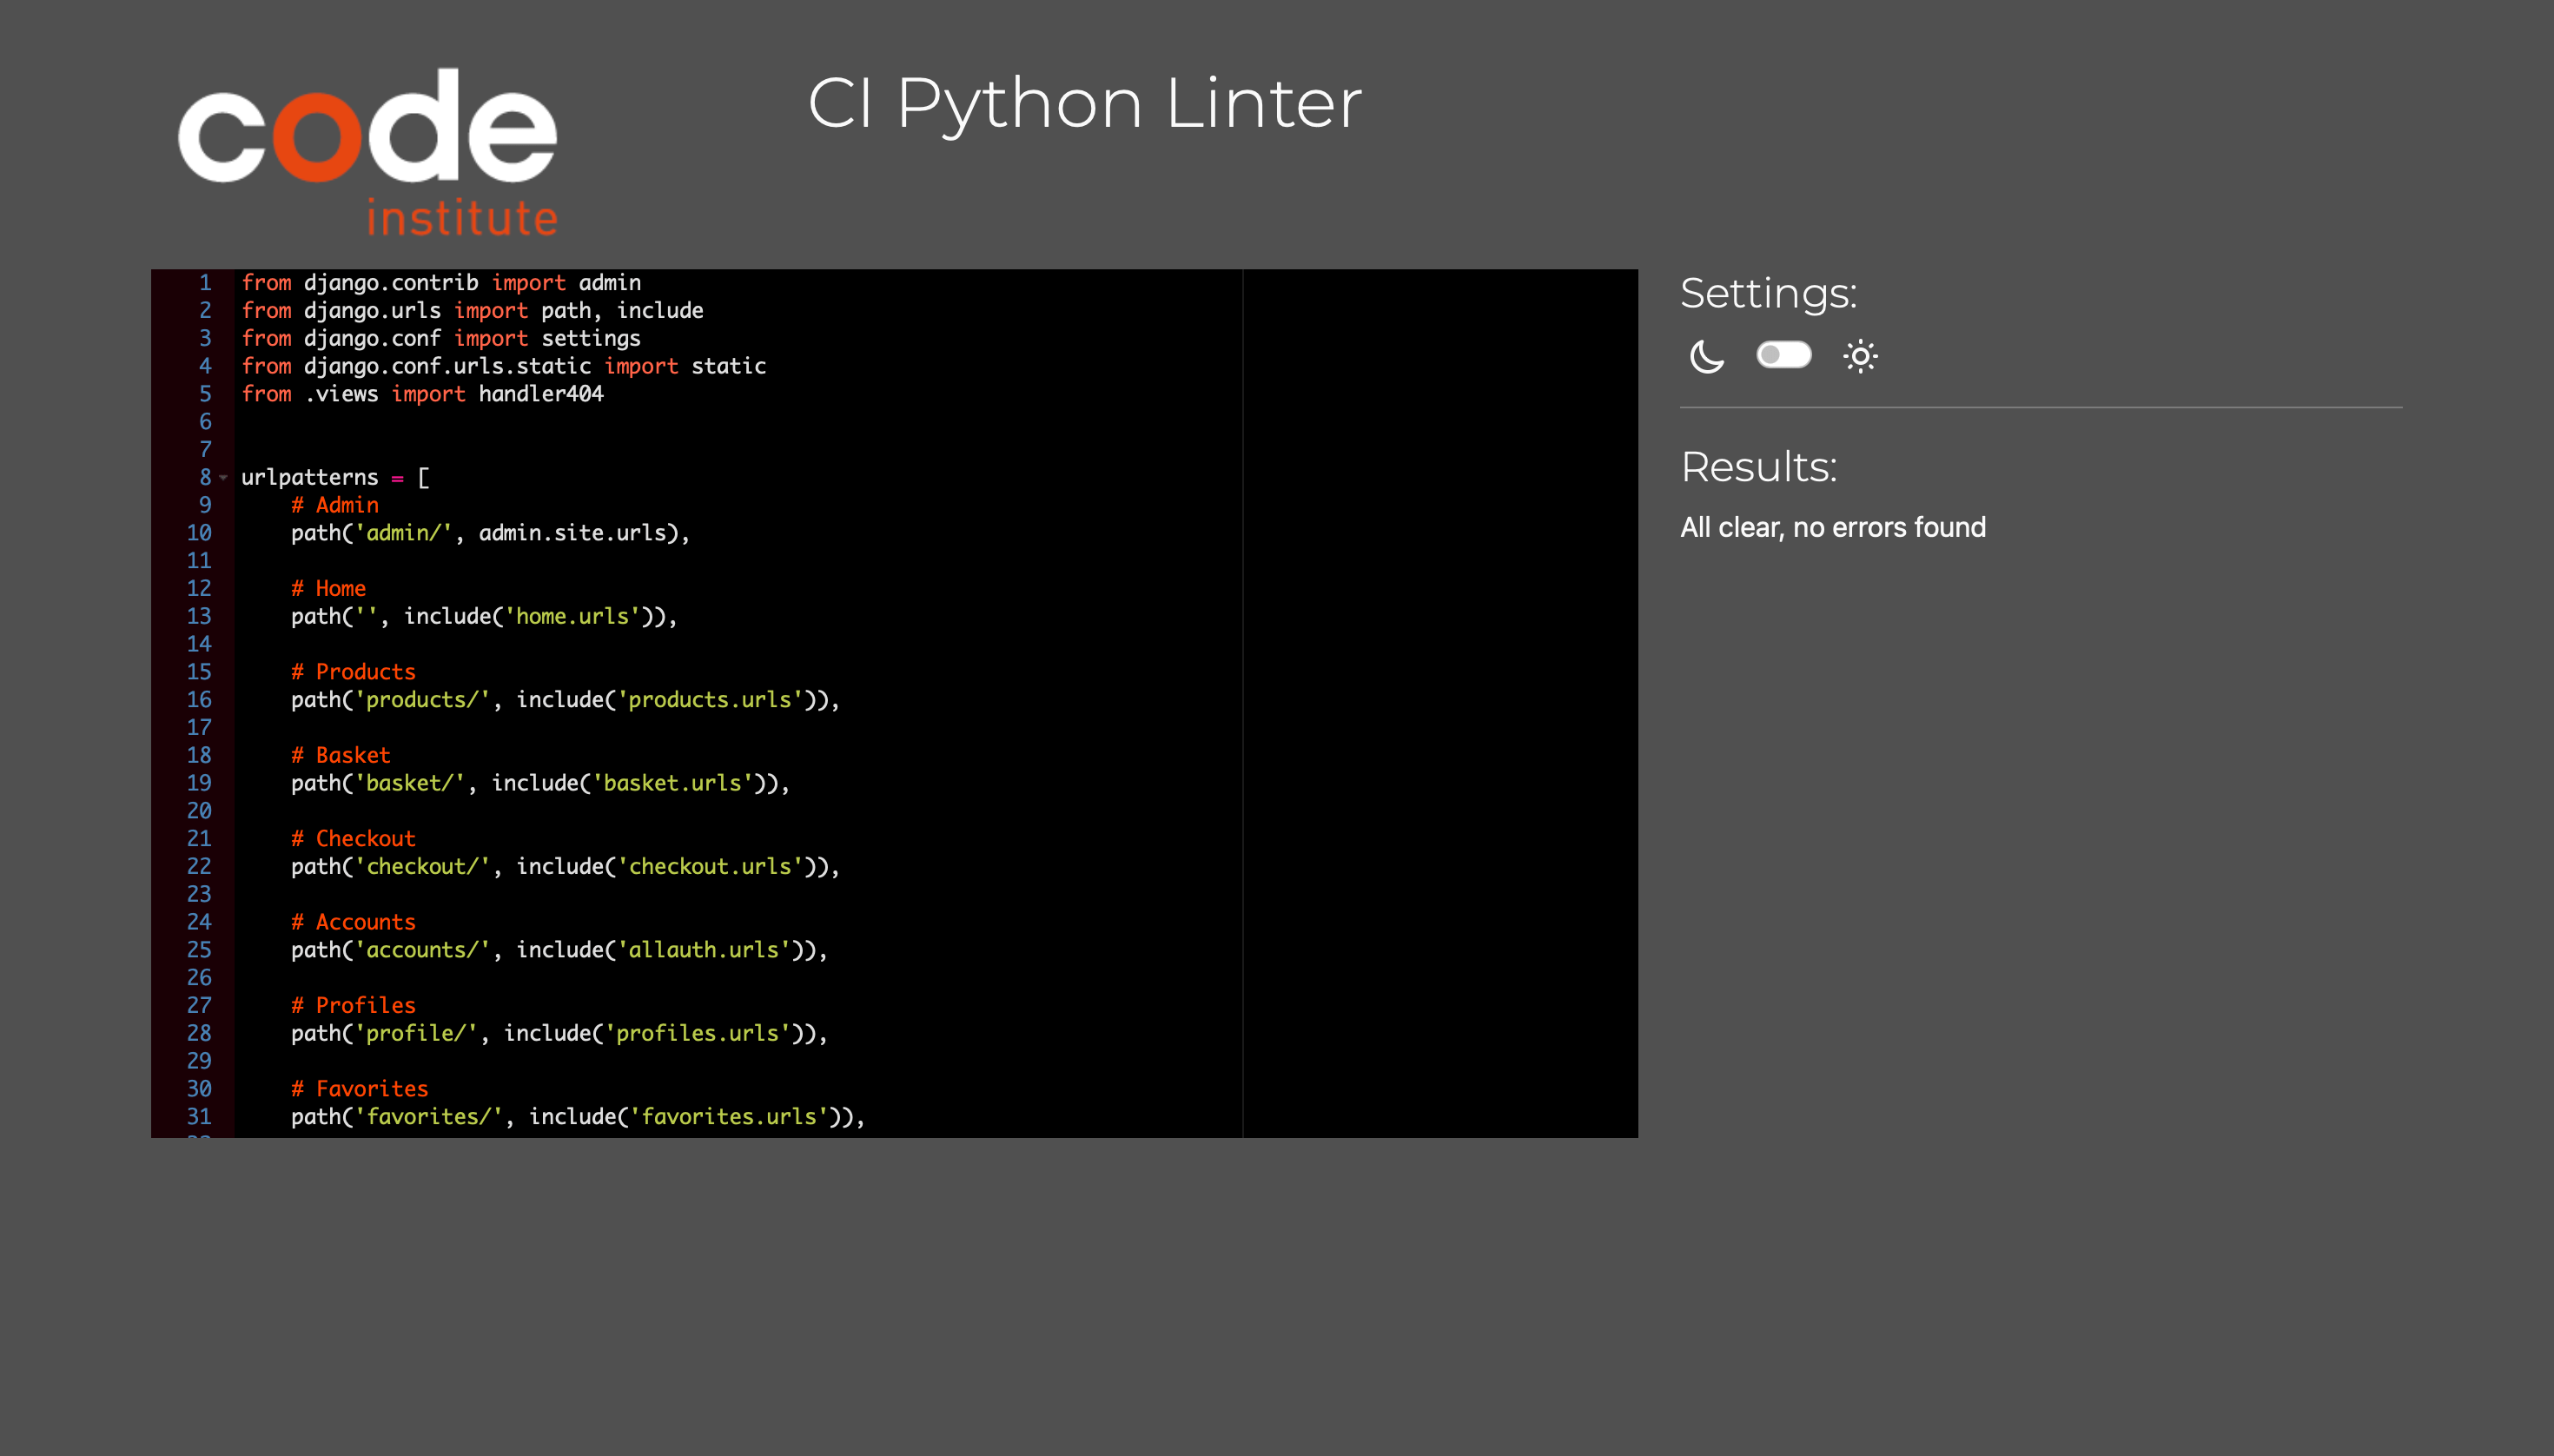 code
institute
CI Python Linter
1 from django.contrib import admin
2 from django.urls import path, include
3 from django.conf import settings
4 from django.conf.urls.static import static
5 from .views import handler404
6
7
8 urlpatterns = [
9     # Admin
10     path('admin/', admin.site.urls),
11
12     # Home
13     path('', include('home.urls')),
14
15     # Products
16     path('products/', include('products.urls')),
17
18     # Basket
19     path('basket/', include('basket.urls')),
20
21     # Checkout
22     path('checkout/', include('checkout.urls')),
23
24     # Accounts
25     path('accounts/', include('allauth.urls')),
26
27     # Profiles
28     path('profile/', include('profiles.urls')),
29
30     # Favorites
31     path('favorites/', include('favorites.urls')),
Settings:
Results:
All clear, no errors found